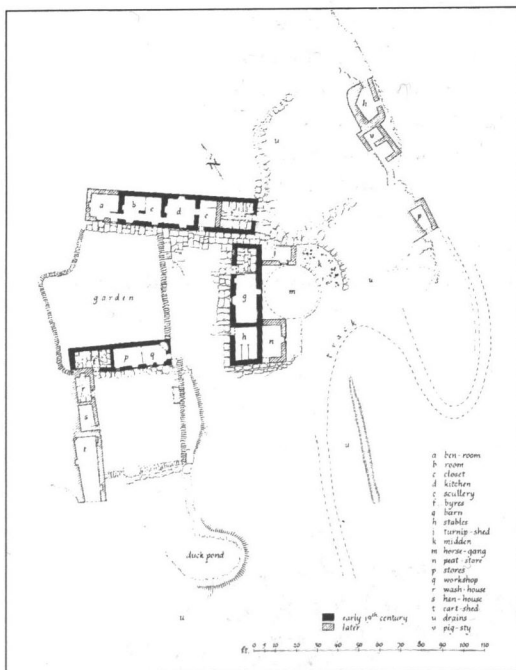 h
v
u
a b c d e
p
j
k
u
garden
g
m
track
h
n
p q
r
s
t
u
duck pond
u
a ben-room
b room
c closet
d kitchen
e scullery
f byres
g barn
h stables
j turnip-shed
k midden
m horse-gang
n peat-store
p stores
q workshop
r wash-house
s hen-house
t cart-shed
u drains
v pig-sty
early 19th century
later
ft. 0 5 10 20 30 40 50 60 70 80 90 100 110